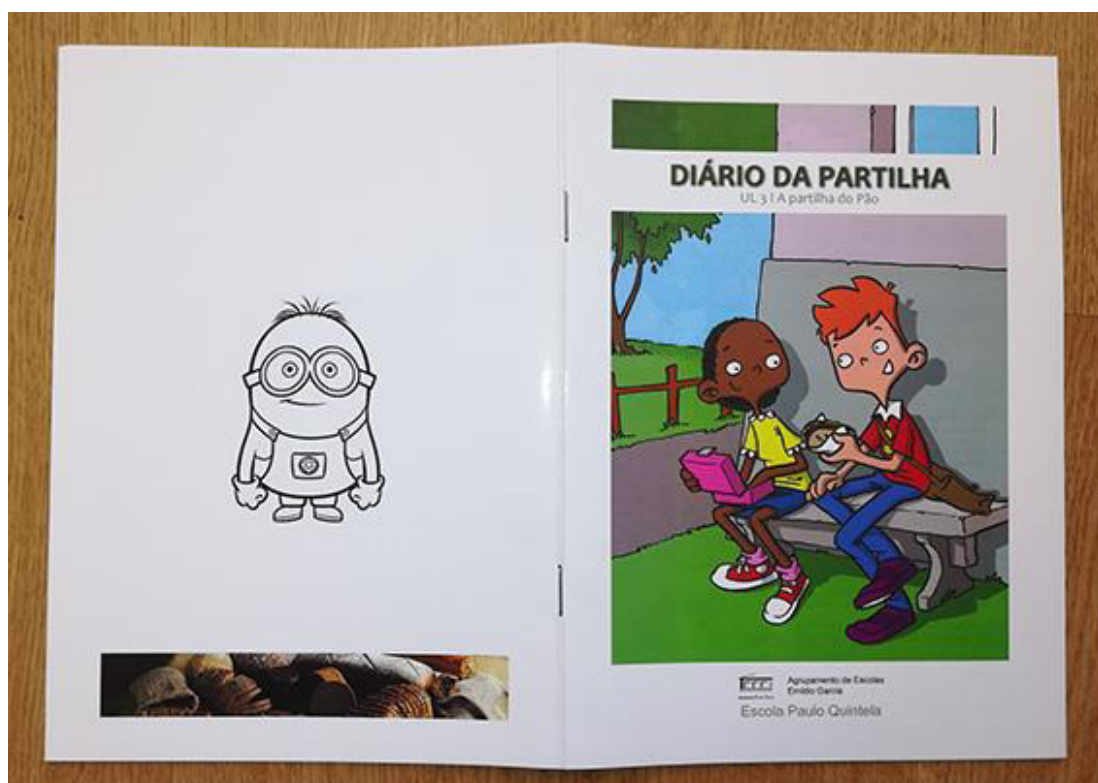 DIÁRIO DA PARTILHA
UL 3 I A partilha do Pão
Agrupamento de Escolas
Emídio Garcia
Escola Paulo Quintela